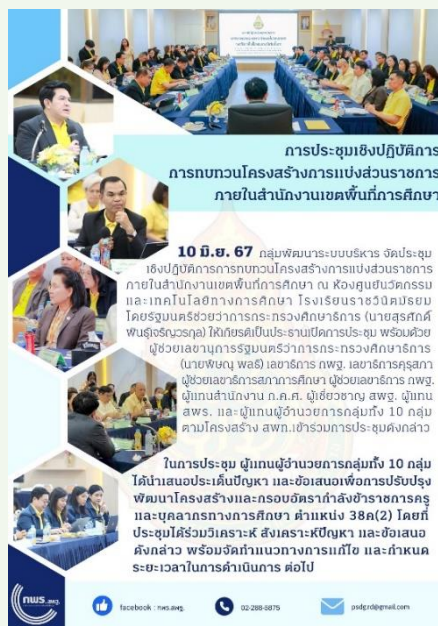 การประชุมเชิงปฏิบัติการ
การทบทวนโครงสร้างการแบ่งส่วนราชการ
ภายในสำนักงานเขตพื้นที่การศึกษา
10 มิ.ย. 67 กลุ่มพัฒนาระบบบริหาร จัดประชุม
เชิงปฏิบัติการการทบทวนโครงสร้างการแบ่งส่วนราชการ
ภายในสำนักงานเขตพื้นที่การศึกษา ณ ห้องศูนย์นวัตกรรม
และเทคโนโลยีทางการศึกษา โรงเรียนราชวินิตมัธยม
โดยรัฐมนตรีช่วยว่าการกระทรวงศึกษาธิการ (นายสุรศักดิ์
พันธ์เจริญวรกุล) ให้เกียรติเป็นประธานเปิดการประชุม พร้อมด้วย
ผู้ช่วยเลขานุการรัฐมนตรีว่าการกระทรวงศึกษาธิการ
(นายพิษณุ พลธี) เลขาธิการ กพฐ. เลขาธิการคุรุสภา
ผู้ช่วยเลขาธิการสภาการศึกษา ผู้ช่วยเลขาธิการ กพฐ.
ผู้แทนสำนักงาน ก.ค.ศ. ผู้เชี่ยวชาญ สพฐ. ผู้แทน
สพร. และผู้แทนผู้อำนวยการกลุ่มทั้ง 10 กลุ่ม
ตามโครงสร้าง สพท.เข้าร่วมการประชุมดังกล่าว
ในการประชุม ผู้แทนผู้อำนวยการกลุ่มทั้ง 10 กลุ่ม
ได้นำเสนอประเด็นปัญหา และข้อเสนอเพื่อการปรับปรุง
พัฒนาโครงสร้างและกรอบอัตรากำลังข้าราชการครู
และบุคลากรทางการศึกษา ตำแหน่ง 38ค(2) โดยที่
ประชุมได้ร่วมวิเคราะห์ สังเคราะห์ปัญหา และข้อเสนอ
ดังกล่าว พร้อมจัดทำแนวทางการแก้ไข และกำหนด
ระยะเวลาในการดำเนินการ ต่อไป
กพร.สพฐ.
facebook : กพร.สพฐ.
02-288-5875
psdg.rd@gmail.com